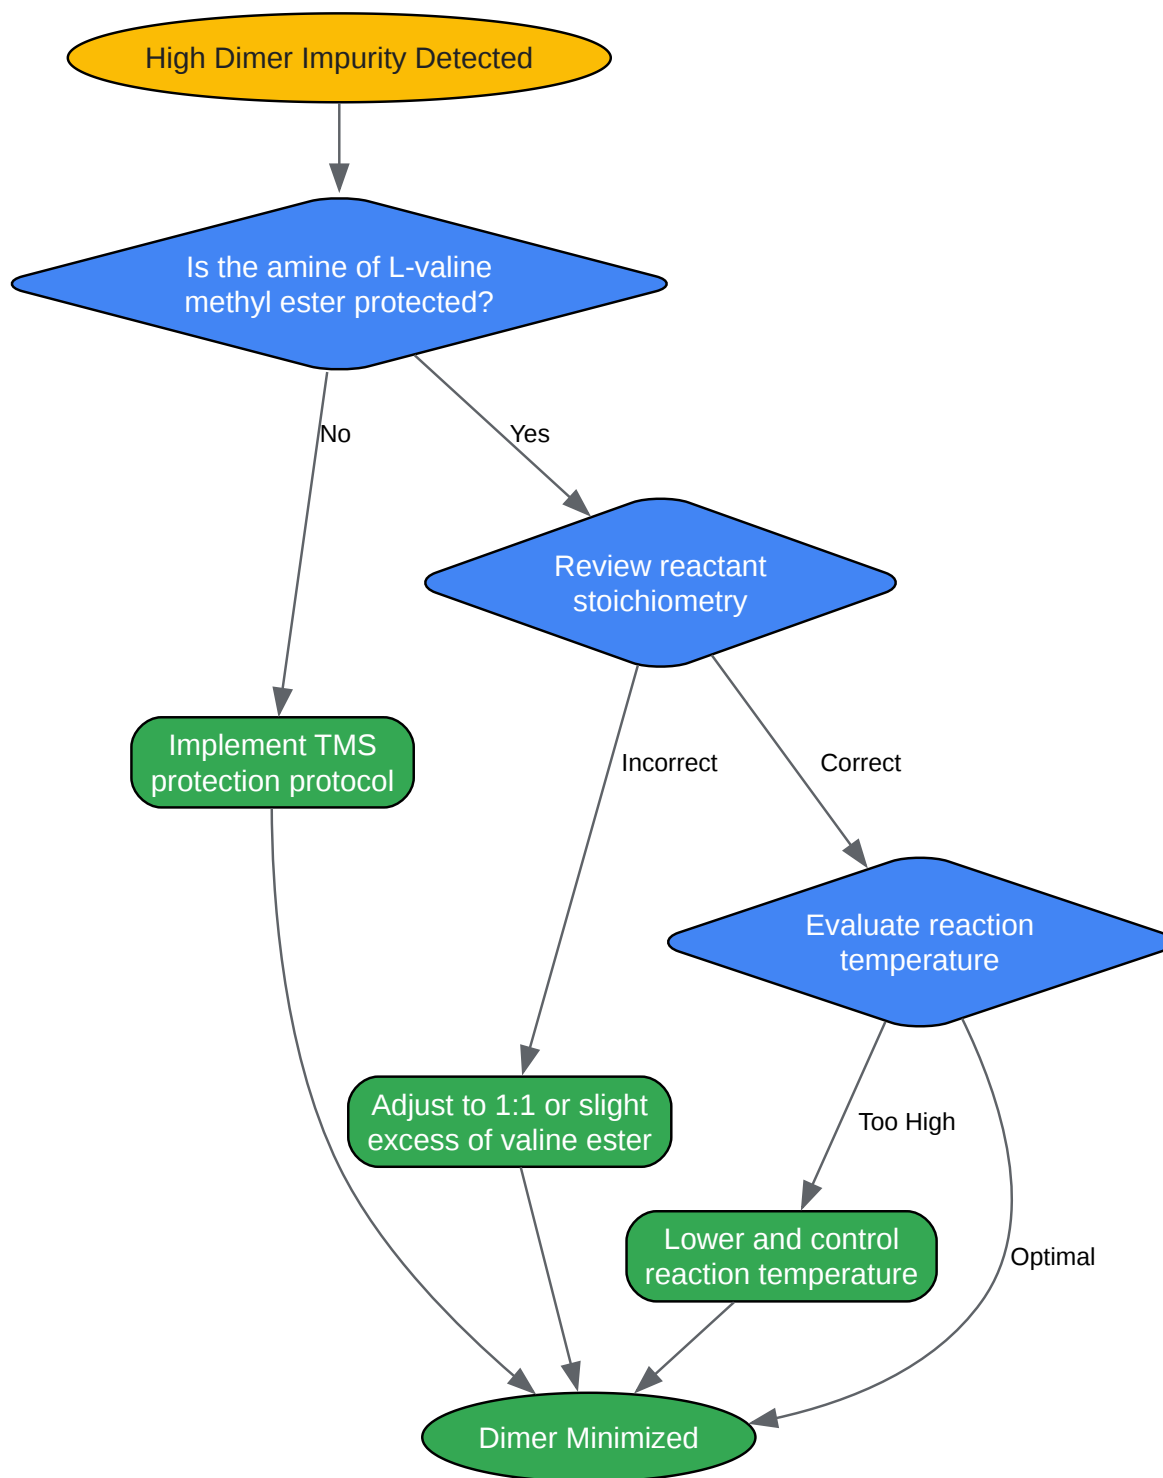 High Dimer Impurity Detected
Is the amine of L-valine
methyl ester protected?
No
Yes
Review reactant
stoichiometry
Implement TMS
protection protocol
Incorrect
Correct
Evaluate reaction
temperature
Adjust to 1:1 or slight
excess of valine ester
Too High
Lower and control
reaction temperature
Optimal
Dimer Minimized